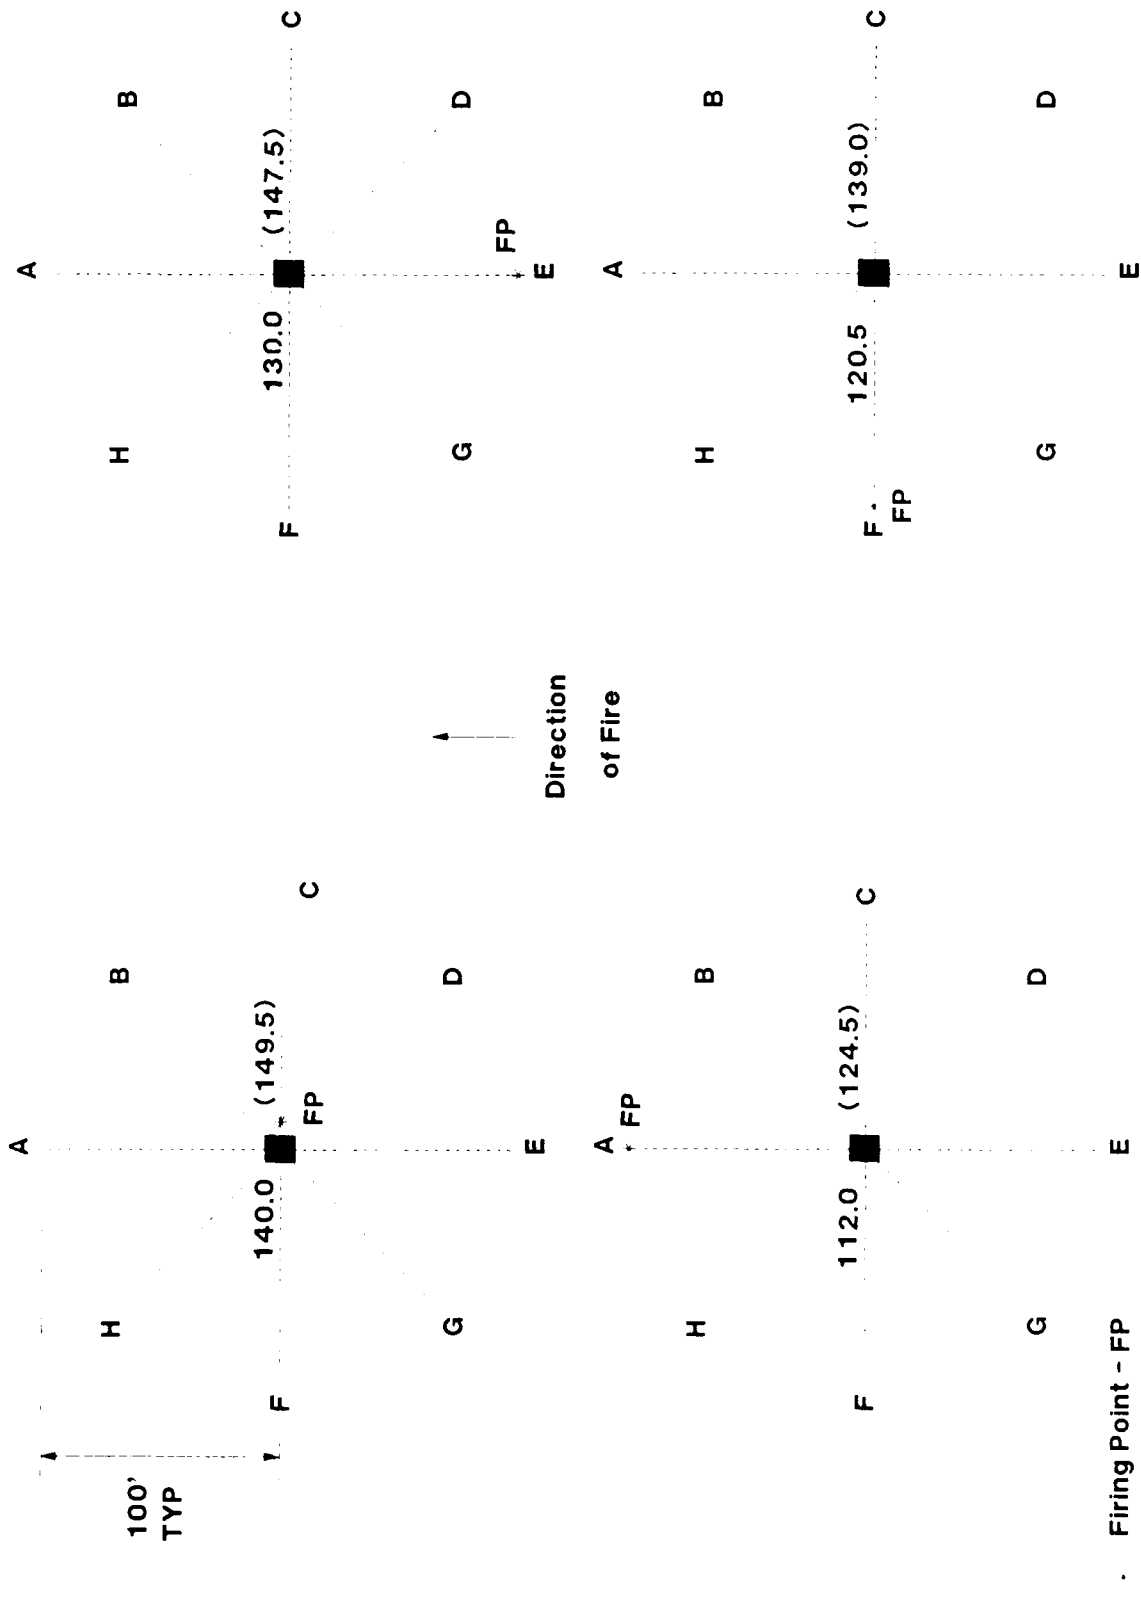 100'
TYP
A
H
B
F
140.0
(149.5)
FP
C
G
D
E
A
H
B
F
130.0
(147.5)
C
G
D
FP
E
Direction
of Fire
A
FP
H
B
F
112.0
(124.5)
C
G
D
E
A
H
B
F
FP
120.5
(139.0)
C
G
D
E
· Firing Point - FP